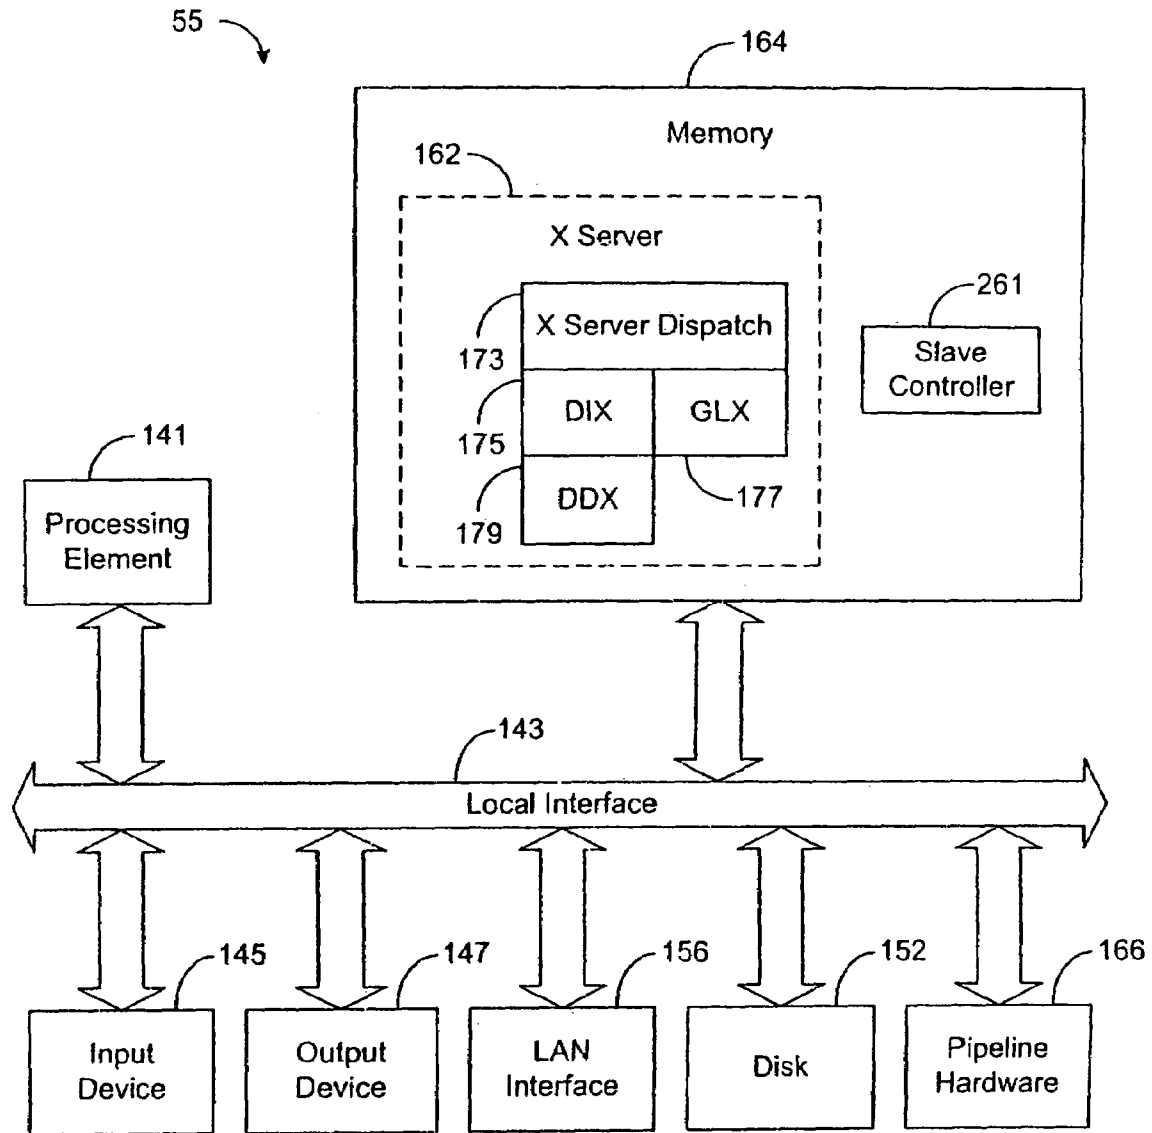 55
164
Memory
162
X Server
261
X Server Dispatch
173
Slave
Controller
DIX
GLX
175
141
177
DDX
179
Processing
Element
143
Local Interface
145
147
156
152
166
Input
Device
Output
Device
LAN
Interface
Disk
Pipeline
Hardware